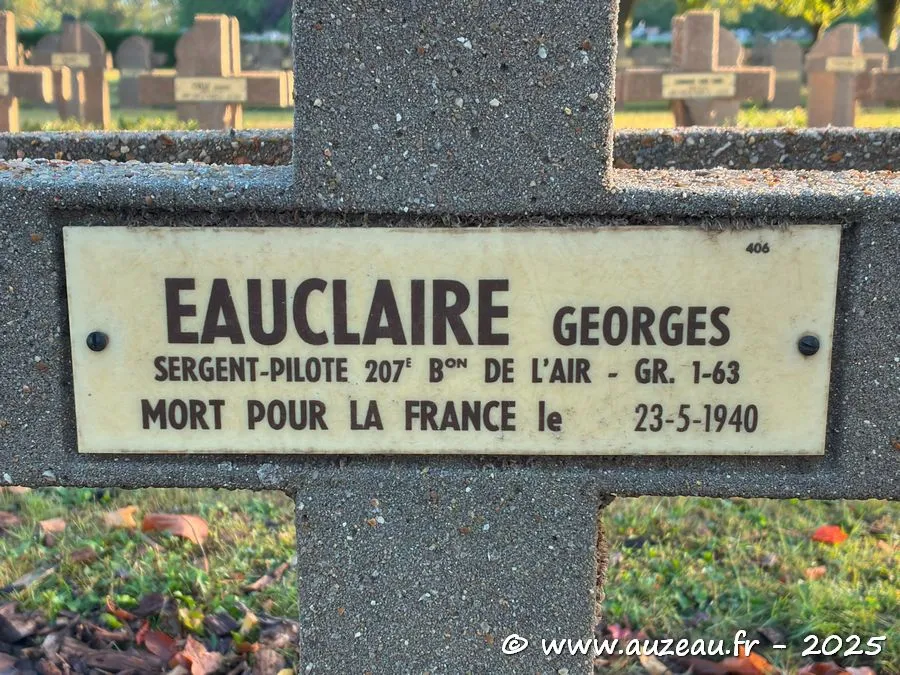 406
EAUCLAIRE GEORGES
SERGENT-PILOTE 207E BON DE L'AIR - GR. 1-63
MORT POUR LA FRANCE le 23-5-1940
© www.auzeau.fr - 2025